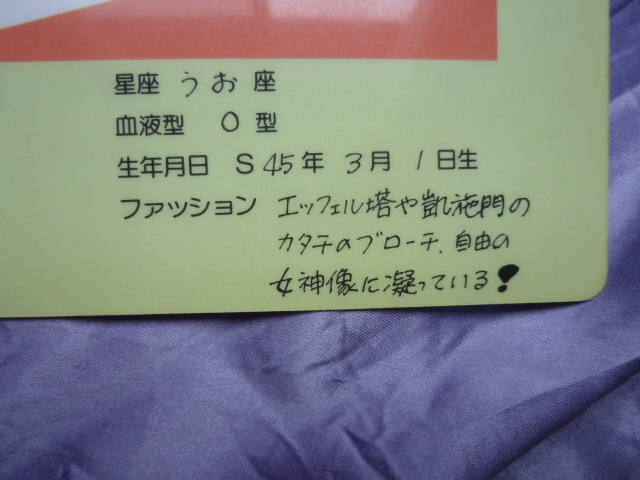 星座 うお座
血液型 O型
生年月日 S45年 3月 1日生
ファッション エッフェル塔や凱施門の
カタチのブローチ、自由の
女神像に凝っている!